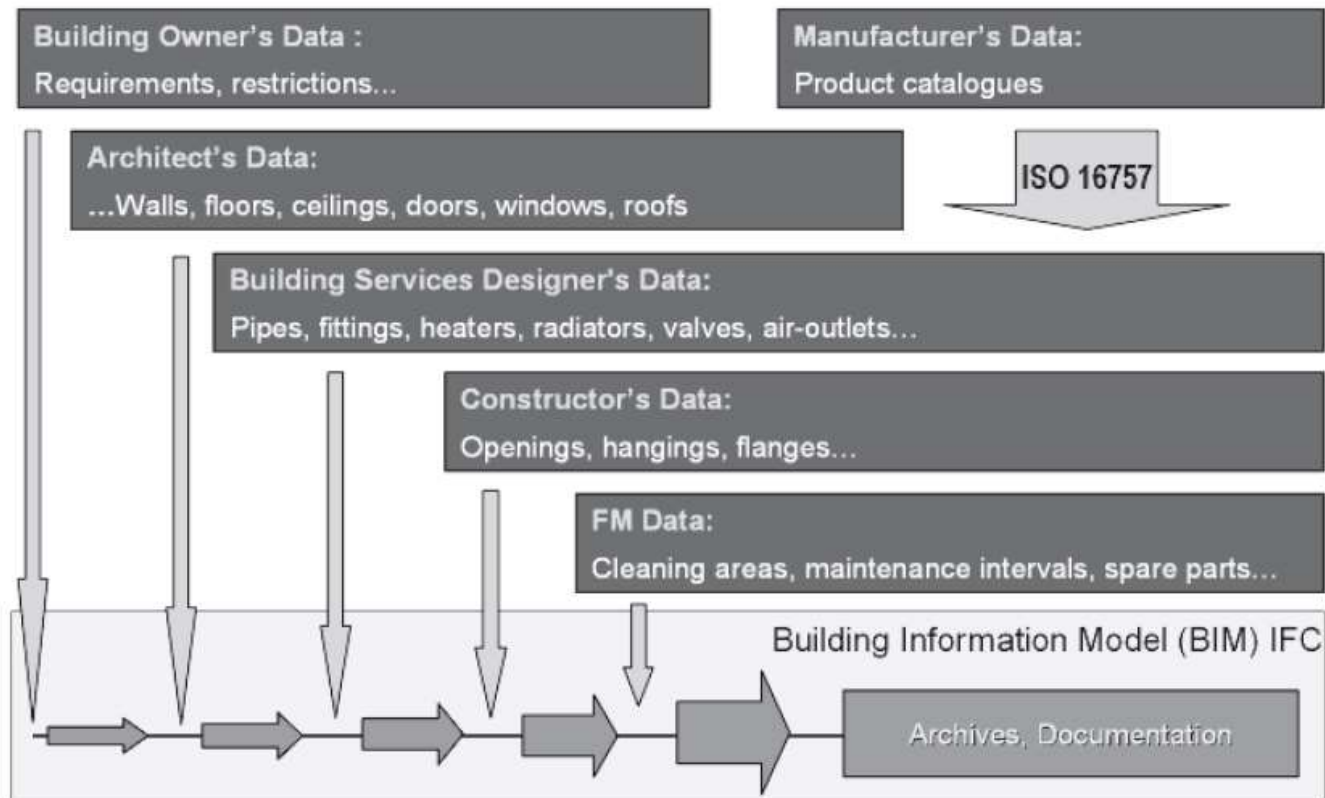 Building Owner's Data :
Requirements, restrictions...
Manufacturer's Data:
Product catalogues
Architect's Data:
...Walls, floors, ceilings, doors, windows, roofs
ISO 16757
Building Services Designer's Data:
Pipes, fittings, heaters, radiators, valves, air-outlets...
Constructor's Data:
Openings, hangings, flanges...
FM Data:
Cleaning areas, maintenance intervals, spare parts...
Building Information Model (BIM) IFC
Archives, Documentation